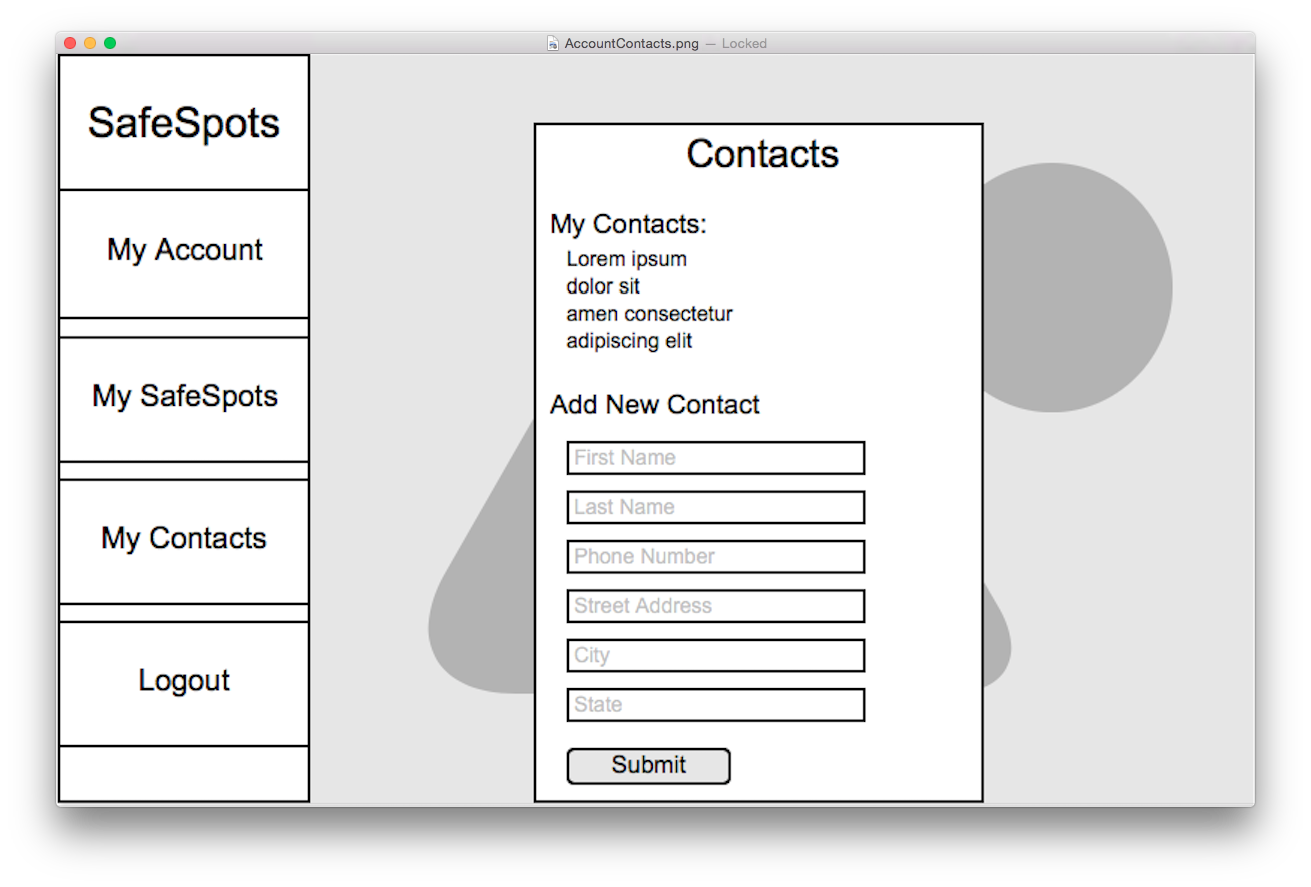 AccountContacts.png — Locked
SafeSpots
My Account
My SafeSpots
My Contacts
Logout
Contacts
My Contacts:
Lorem ipsum
dolor sit
amen consectetur
adipiscing elit
Add New Contact
First Name
Last Name
Phone Number
Street Address
City
State
Submit